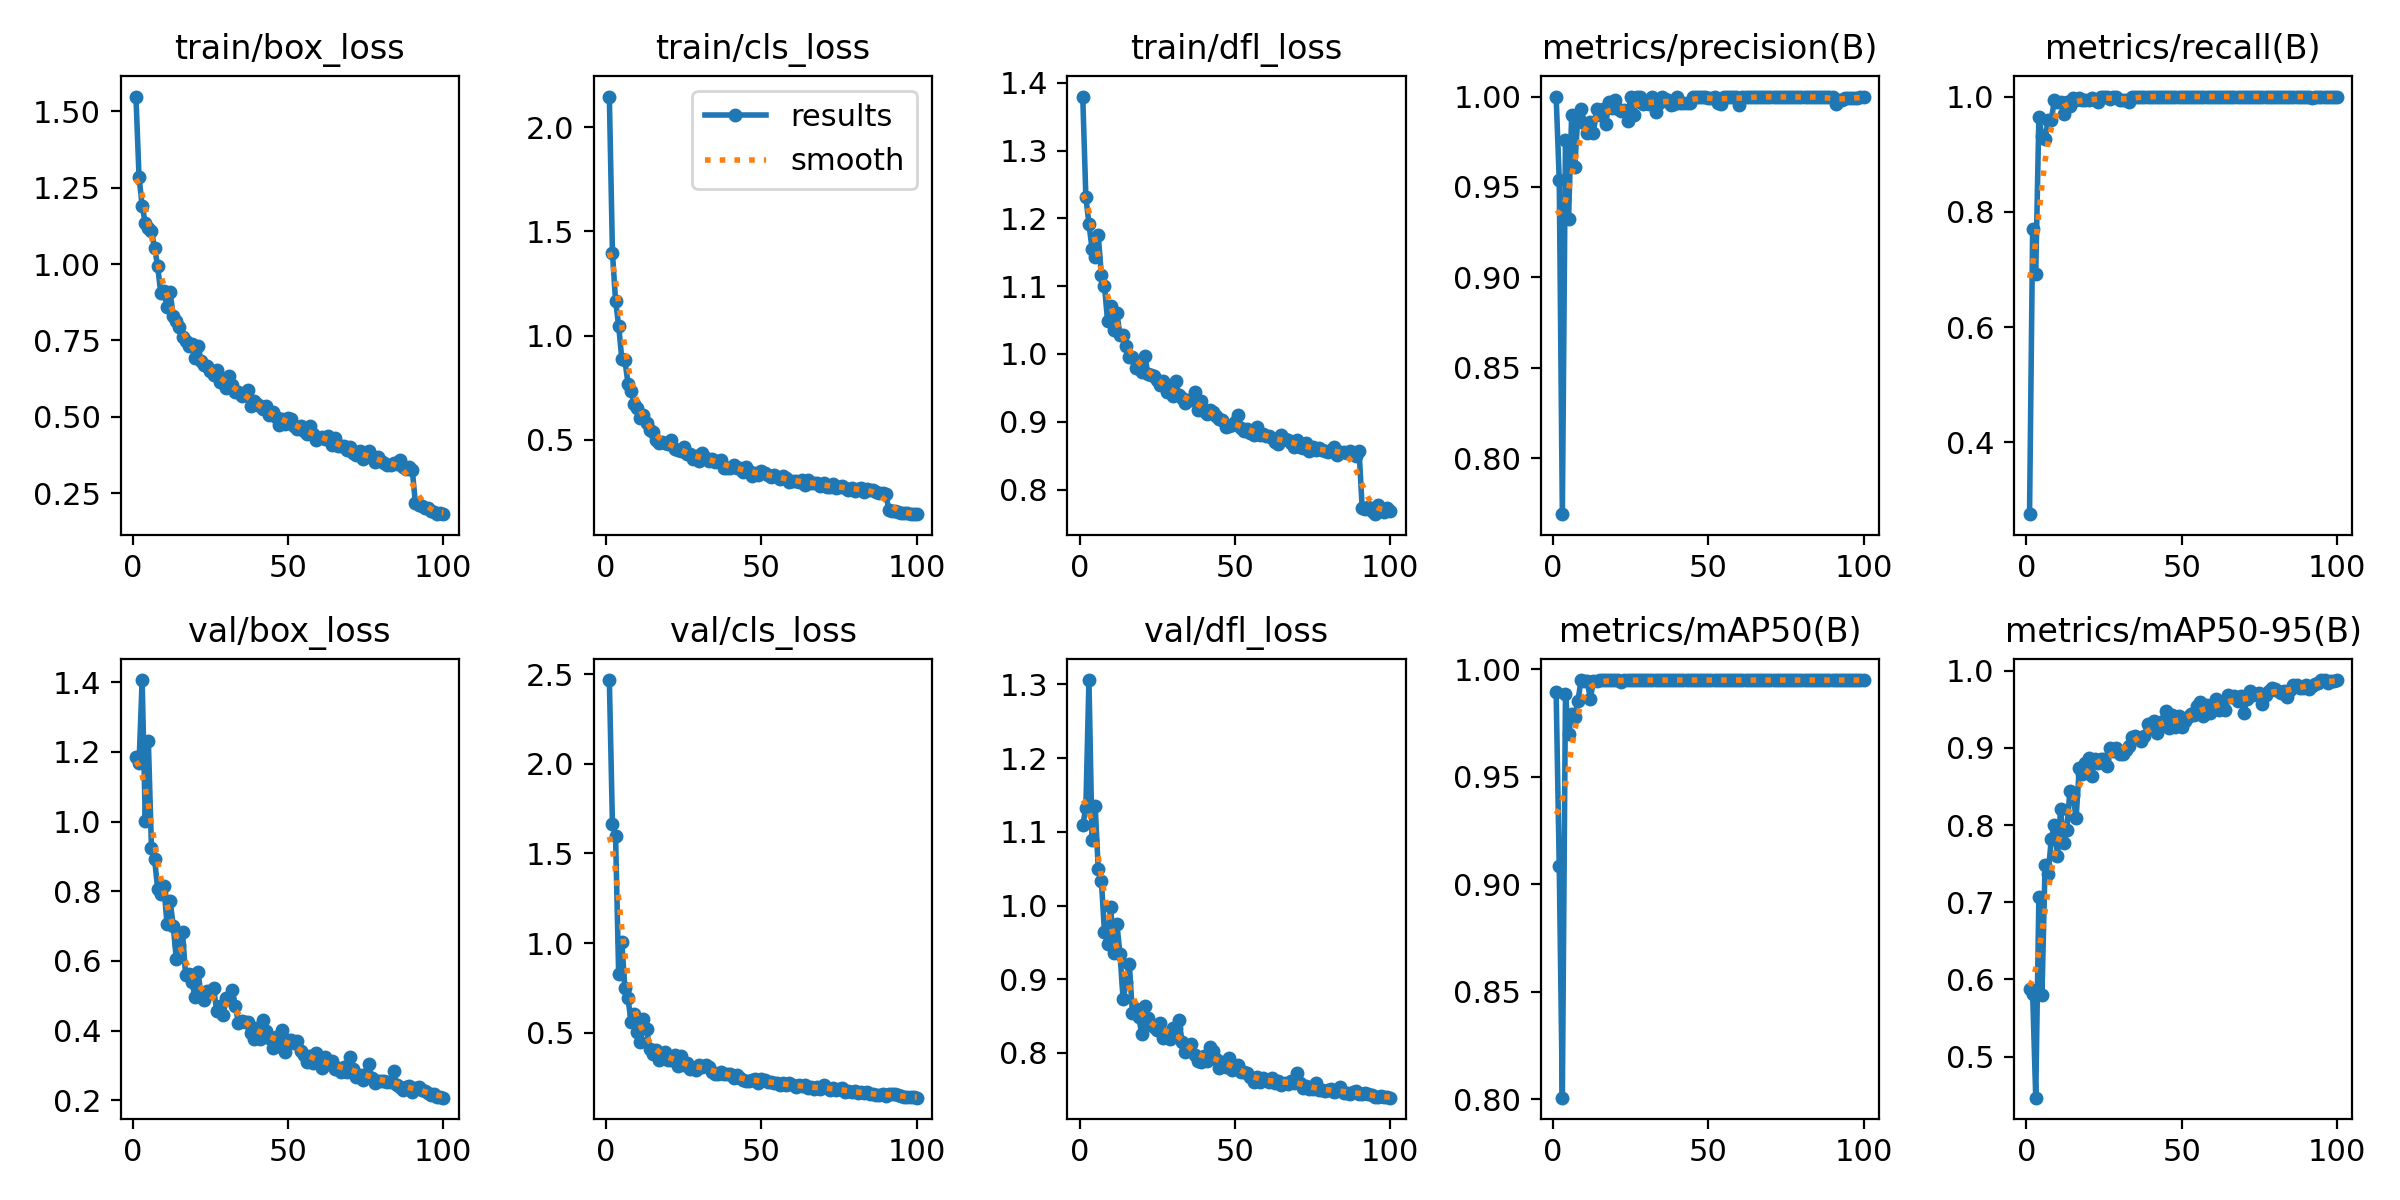 train/box_loss
1.50
1.25
1.00
0.75
0.50
0.25
0 50 100
train/cls_loss
results
smooth
2.0
1.5
1.0
0.5
0 50 100
train/dfl_loss
1.4
1.3
1.2
1.1
1.0
0.9
0.8
0 50 100
metrics/precision(B)
1.00
0.95
0.90
0.85
0.80
0 50 100
metrics/recall(B)
1.0
0.8
0.6
0.4
0 50 100
val/box_loss
1.4
1.2
1.0
0.8
0.6
0.4
0.2
0 50 100
val/cls_loss
2.5
2.0
1.5
1.0
0.5
0 50 100
val/dfl_loss
1.3
1.2
1.1
1.0
0.9
0.8
0 50 100
metrics/mAP50(B)
1.00
0.95
0.90
0.85
0.80
0 50 100
metrics/mAP50-95(B)
1.0
0.9
0.8
0.7
0.6
0.5
0 50 100